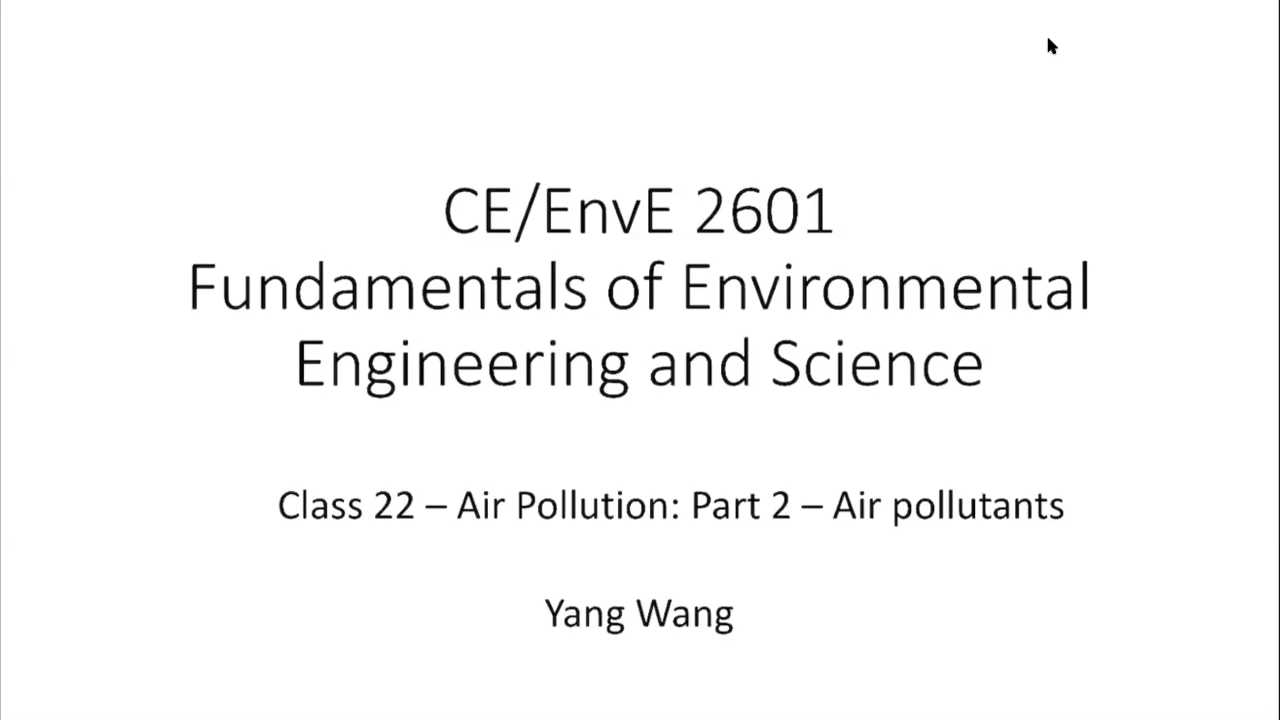 CE/EnvE 2601
Fundamentals of Environmental
Engineering and Science
Class 22 – Air Pollution: Part 2 – Air pollutants
Yang Wang